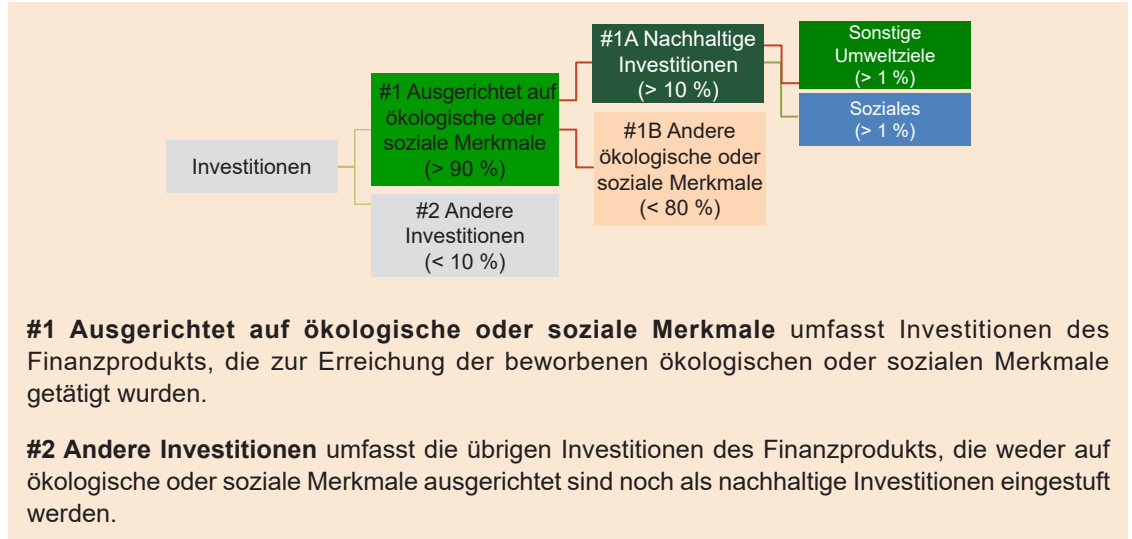 Investitionen
#1 Ausgerichtet auf
ökologische oder
soziale Merkmale
(> 90 %)
#2 Andere
Investitionen
(< 10 %)
#1A Nachhaltige
Investitionen
(> 10 %)
#1B Andere
ökologische oder
soziale Merkmale
(< 80 %)
Sonstige
Umweltziele
(> 1 %)
Soziales
(> 1 %)
#1 Ausgerichtet auf ökologische oder soziale Merkmale umfasst Investitionen des
Finanzprodukts, die zur Erreichung der beworbenen ökologischen oder sozialen Merkmale
getätigt wurden.
#2 Andere Investitionen umfasst die übrigen Investitionen des Finanzprodukts, die weder auf
ökologische oder soziale Merkmale ausgerichtet sind noch als nachhaltige Investitionen eingestuft
werden.